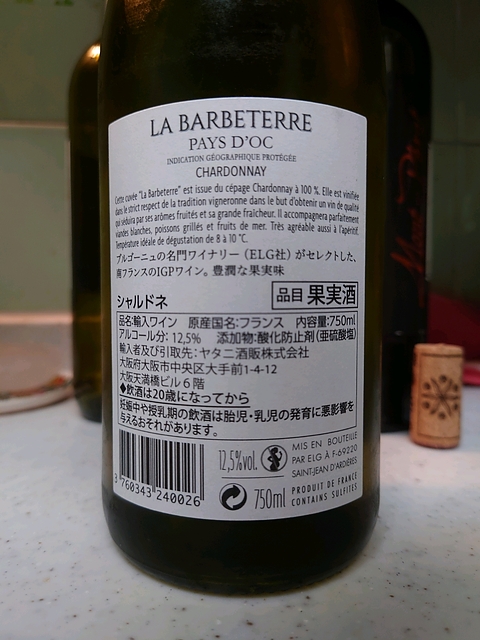 LA BARBETERRE
PAYS D'OC
INDICATION GÉOGRAPHIQUE PROTÉGÉE
CHARDONNAY
Cette cuvée "La Barbeterre" est issue du cépage Chardonnay à 100 %. Elle est vinifiée
dans le strict respect de la tradition vigneronne dans le but d'obtenir un vin de qualité
qui séduira par ses arômes fruités et sa grande fraîcheur. Il accompagnera parfaitement
viandes blanches, poissons grillés et fruits de mer. Très agréable aussi à l'apéritif.
Température idéale de dégustation de 8 à 10 °C.
ブルゴーニュの名門ワイナリー（ELG社）がセレクトした、
南フランスのIGPワイン。豊潤な果実味
シャルドネ 品目 果実酒
品名:輸入ワイン 原産国名:フランス 内容量:750ml
アルコール分: 12,5% 添加物:酸化防止剤(亜硫酸塩)
輸入者及び引取先: ヤタニ酒販株式会社
大阪府大阪市中央区大手前1-4-12
大阪天満橋ビル6階
◆飲酒は20歳になってから
妊娠中や授乳期の飲酒は胎児・乳児の発育に悪影響を
与えるおそれがあります。
3 760343 240026
12,5%vol.
750ml
MIS EN BOUTEILLE
PAR ELG À F-69220
SAINT-JEAN D'ARDIÈRES
PRODUIT DE FRANCE
CONTAINS SULFITES